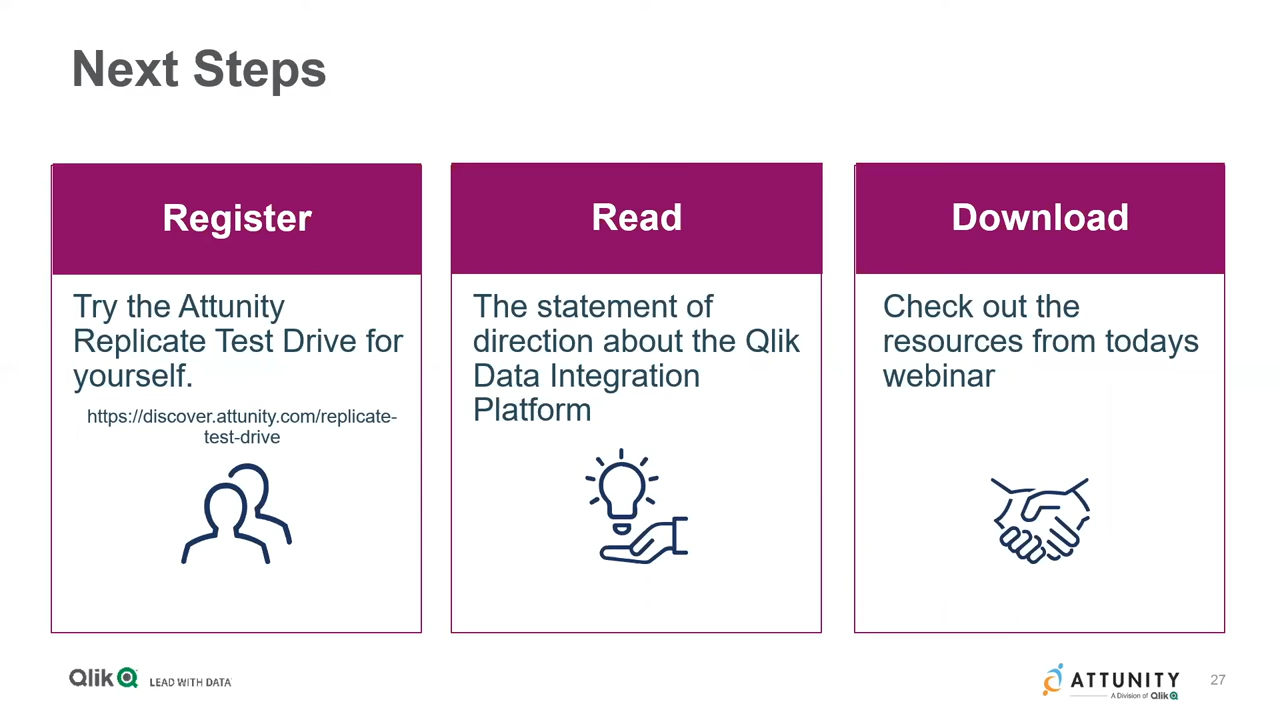 Next Steps
Register
Try the Attunity
Replicate Test Drive for
yourself.
https://discover.attunity.com/replicate-
test-drive
Read
The statement of
direction about the Qlik
Data Integration
Platform
Download
Check out the
resources from todays
webinar
Qlik LEAD WITH DATA
ATTUNITY
A Division of Qlik
27